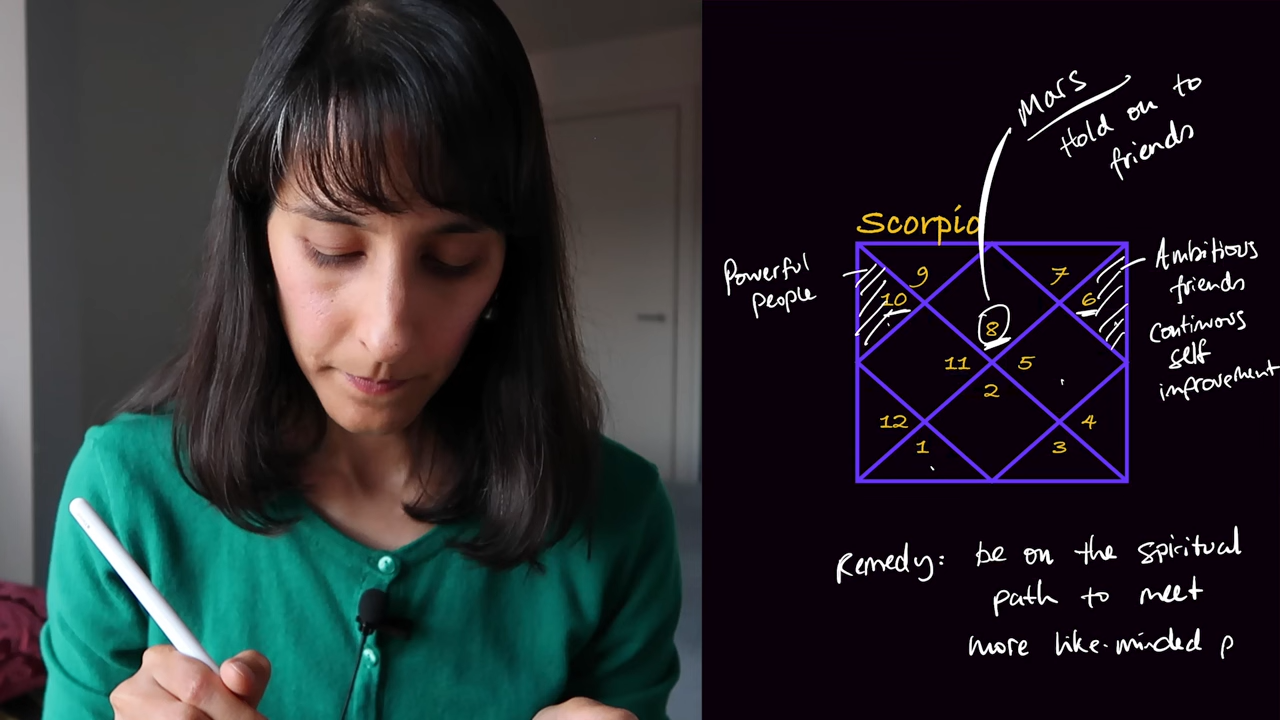 Mars
Hold on to
friends
Scorpio
Powerful
people
Ambitious
friends
continuous
self
improvement
9
7
10
6
8
11
5
2
12
4
1
3
Remedy: be on the spiritual
path to meet
more like-minded p